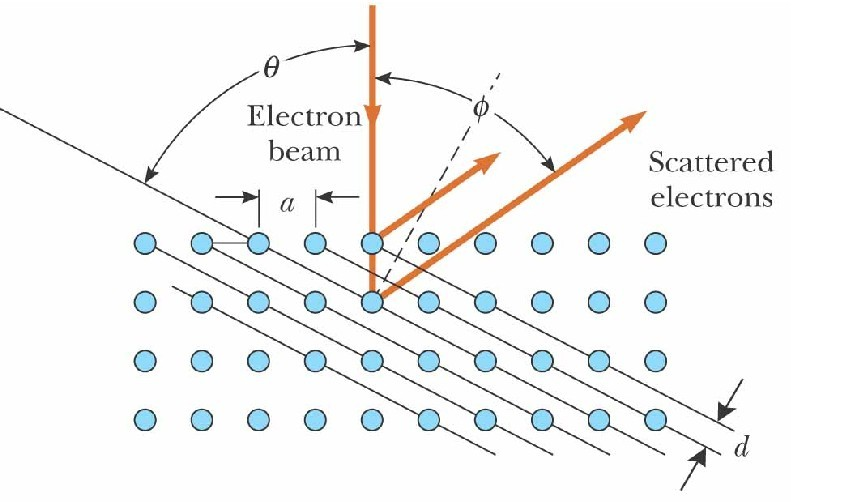 θ
ϕ
Electron
beam
Scattered
electrons
a
d